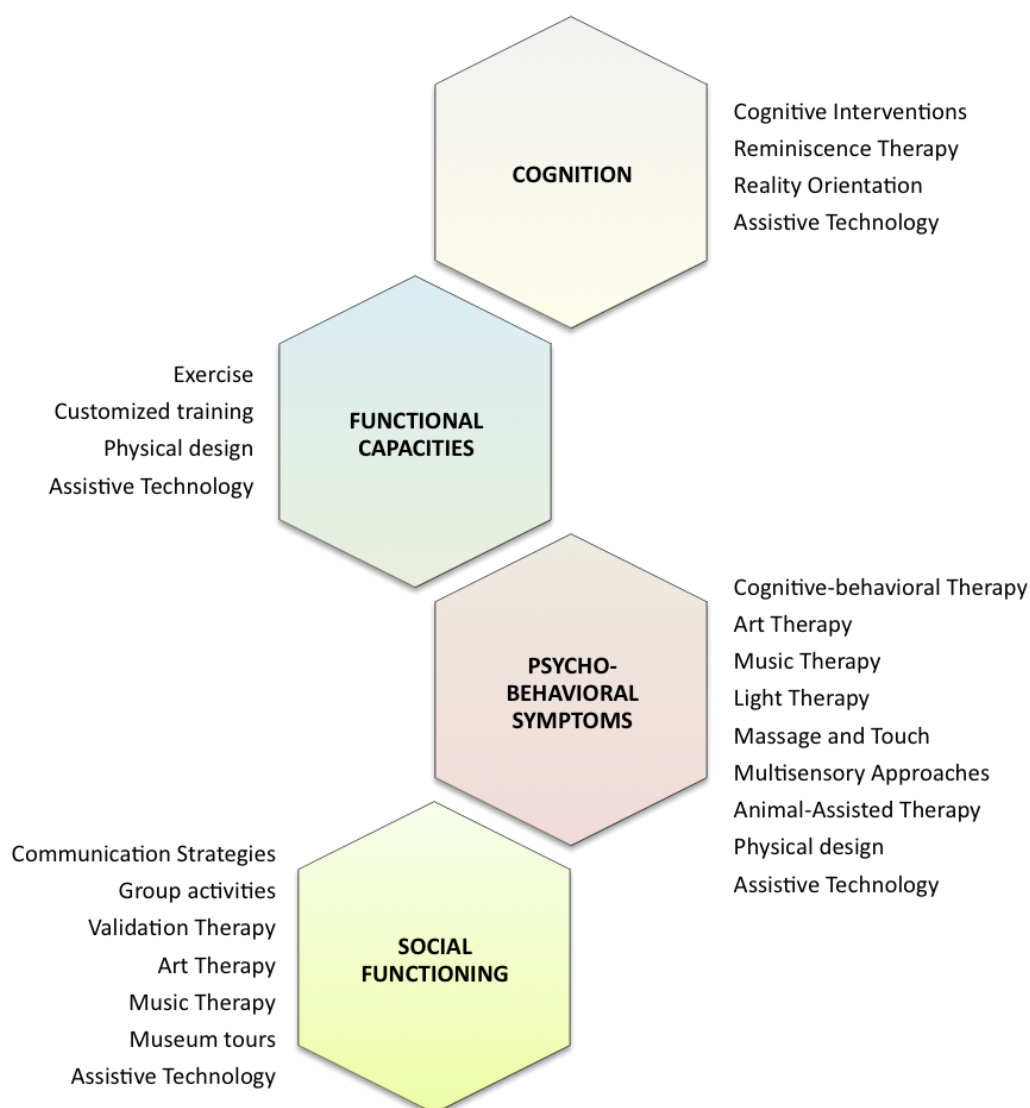 COGNITION
Cognitive Interventions
Reminiscence Therapy
Reality Orientation
Assistive Technology
Exercise
Customized training
Physical design
Assistive Technology
FUNCTIONAL
CAPACITIES
PSYCHO-
BEHAVIORAL
SYMPTOMS
Cognitive-behavioral Therapy
Art Therapy
Music Therapy
Light Therapy
Massage and Touch
Multisensory Approaches
Animal-Assisted Therapy
Physical design
Assistive Technology
Communication Strategies
Group activities
Validation Therapy
Art Therapy
Music Therapy
Museum tours
Assistive Technology
SOCIAL
FUNCTIONING